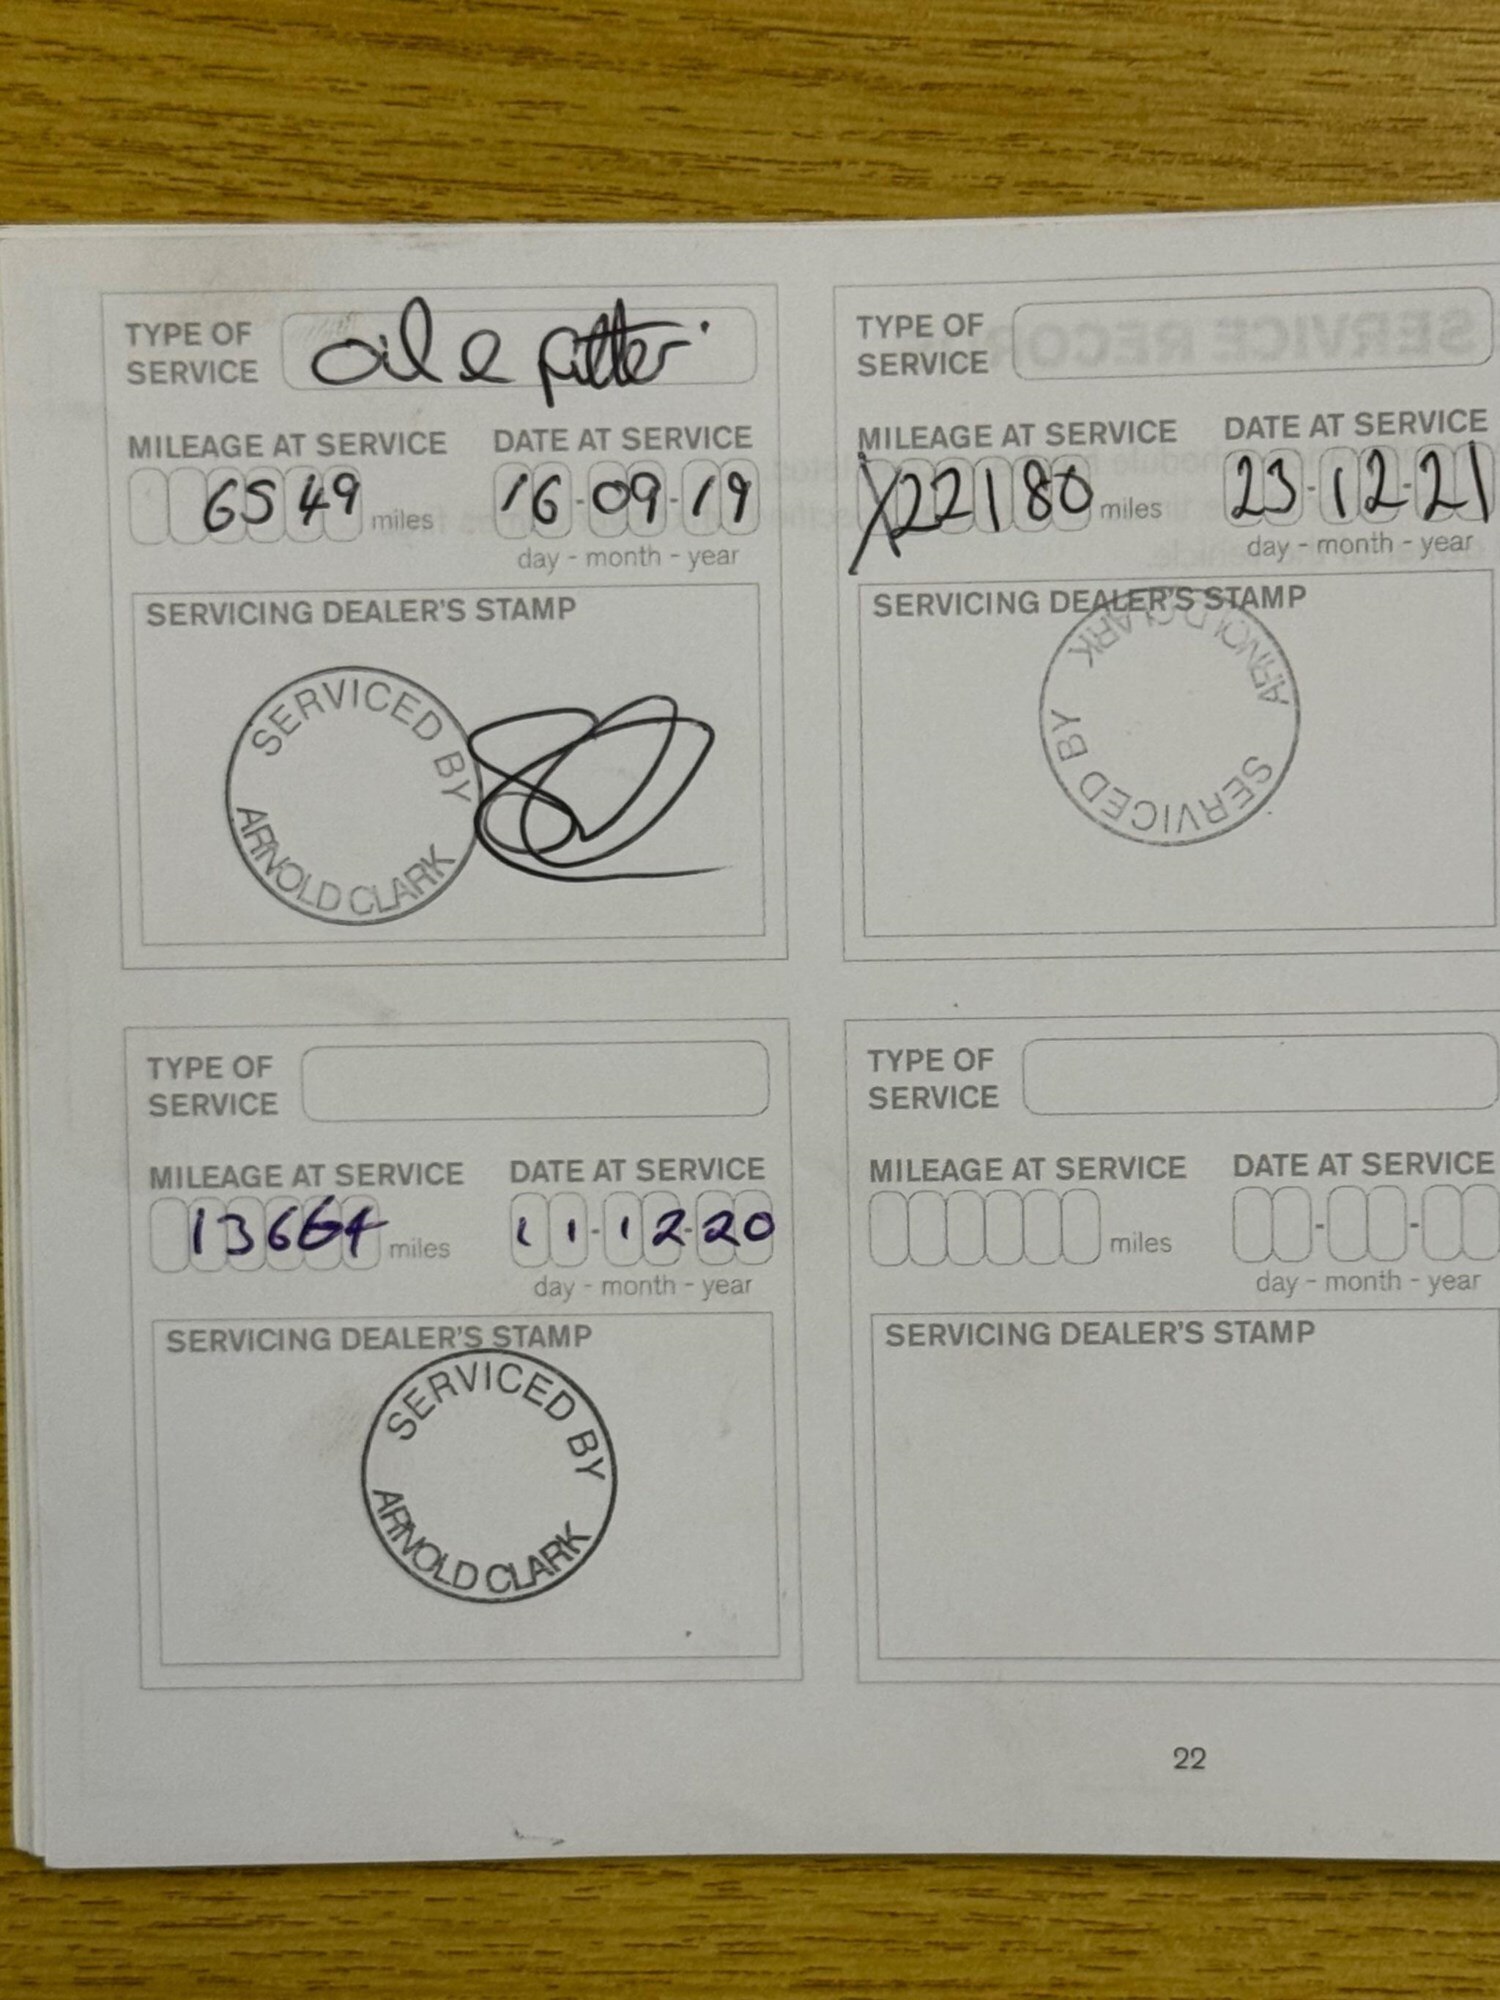 TYPE OF SERVICE oil e filter
MILEAGE AT SERVICE DATE AT SERVICE
6549 miles 16-09-19
day - month - year
SERVICING DEALER'S STAMP
SERVICED BY
ARNOLD CLARK
TYPE OF SERVICE
MILEAGE AT SERVICE DATE AT SERVICE
X22180 miles 23-12-21
day - month - year
SERVICING DEALER'S STAMP
ARNOLD CLARK
SERVICED BY
TYPE OF SERVICE
MILEAGE AT SERVICE DATE AT SERVICE
13664 miles 11-12-20
day - month - year
SERVICING DEALER'S STAMP
SERVICED BY
ARNOLD CLARK
TYPE OF SERVICE
MILEAGE AT SERVICE DATE AT SERVICE
miles - -
day - month - year
SERVICING DEALER'S STAMP
22